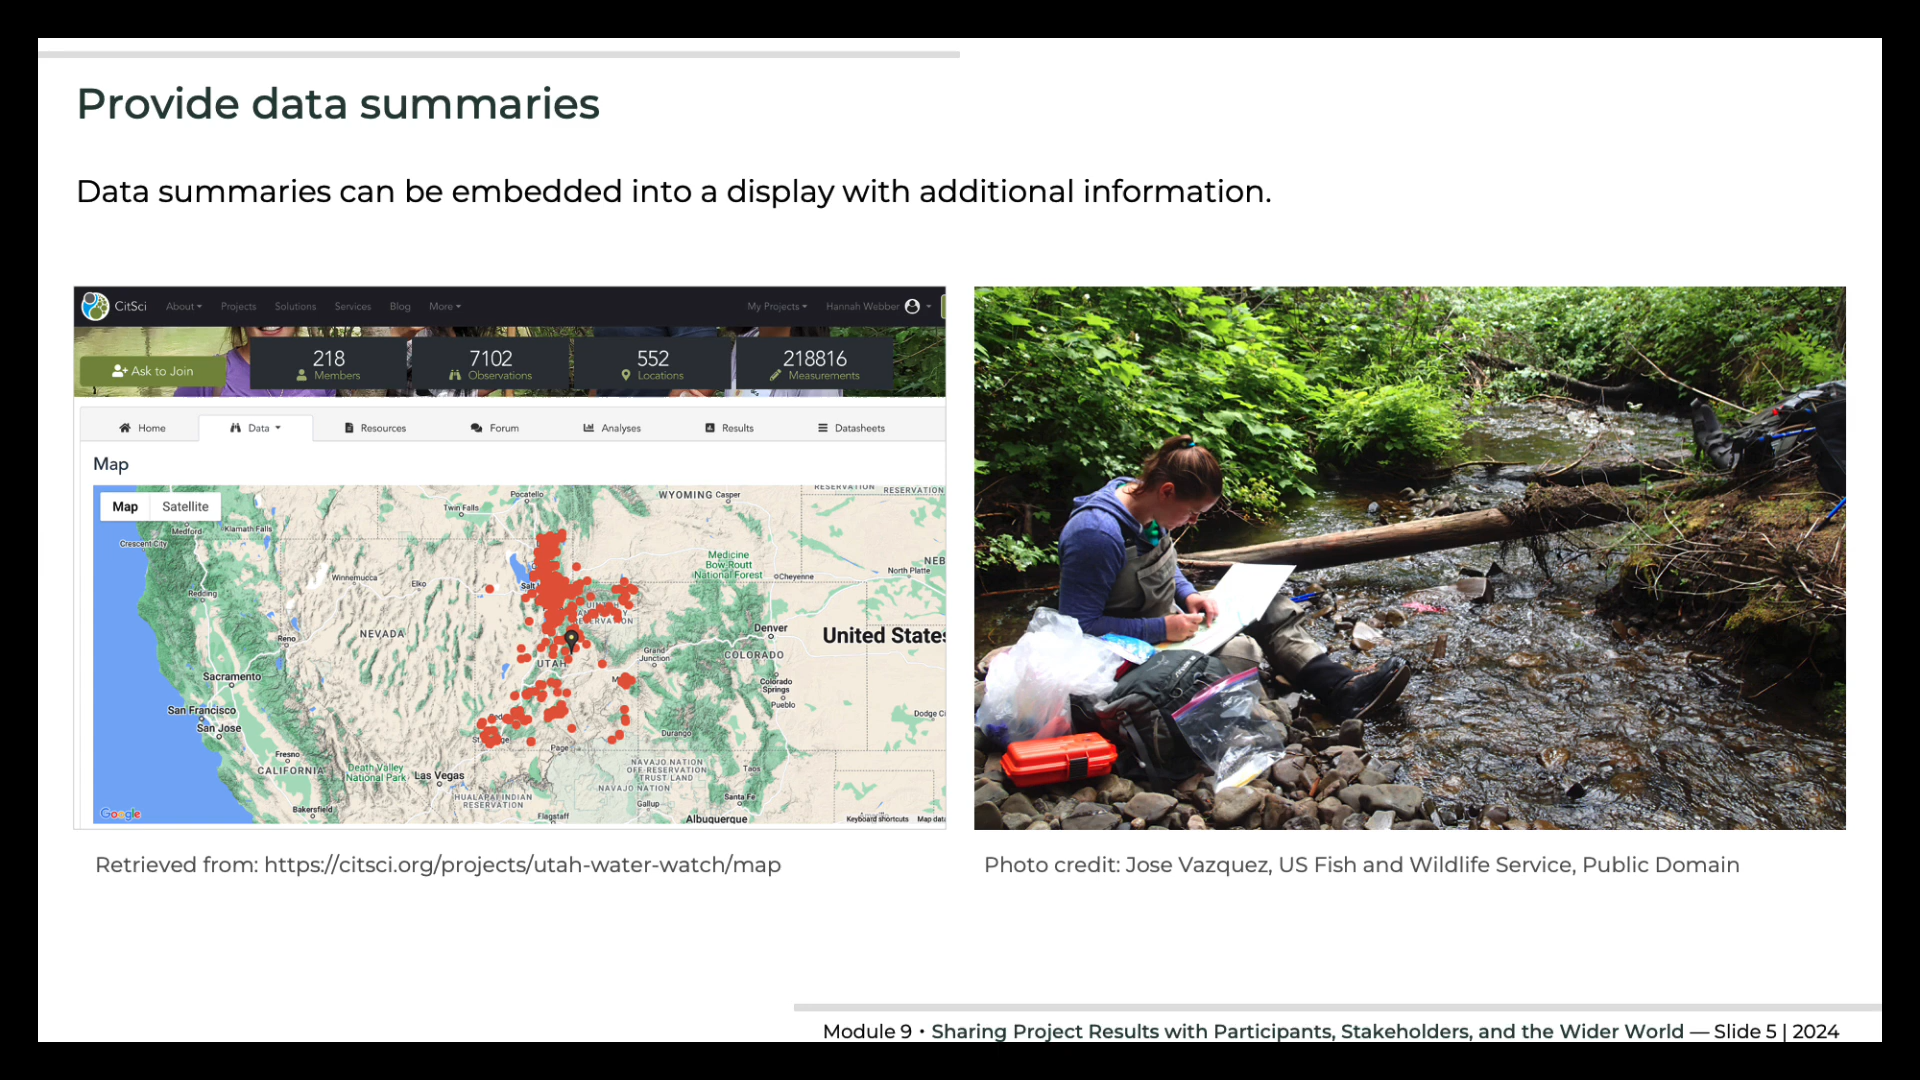 Provide data summaries
Data summaries can be embedded into a display with additional information.
CitSci About Projects Solutions Services Blog More My Projects Hannah Webber
Ask to Join
218 7102 552 218816
Members Observations Locations Measurements
Home Data Resources Forum Analyses Results Datasheets
Map
Map Satellite
Pocatello
WYOMING Casper
RESERVATION
RESERVATION
Twin Falls
Medford
Klamath Falls
Crescent City
Medicine
Bow-Routt
National Forest
Cheyenne
North Platte
NEB
Winnemucca
Elko
Salt
Redding
Reno
NEVADA
UTAH
Grand
Junction
Denver
COLORADO
United States
Sacramento
Colorado
Springs
Pueblo
San Francisco
San Jose
Dodge C
Durango
Page
Fresno
CALIFORNIA
Death Valley
National Park
Las Vegas
NAVAJO NATION
OFF-RESERVATION
TRUST LAND
NAVAJO NATION
Taos
HUALAPAI INDIAN
RESERVATION
Gallup
Santa Fe
Bakersfield
Flagstaff
Albuquerque
Google
Keyboard shortcuts Map dat
Retrieved from: https://citsci.org/projects/utah-water-watch/map
Photo credit: Jose Vazquez, US Fish and Wildlife Service, Public Domain
Module 9 • Sharing Project Results with Participants, Stakeholders, and the Wider World — Slide 5 | 2024